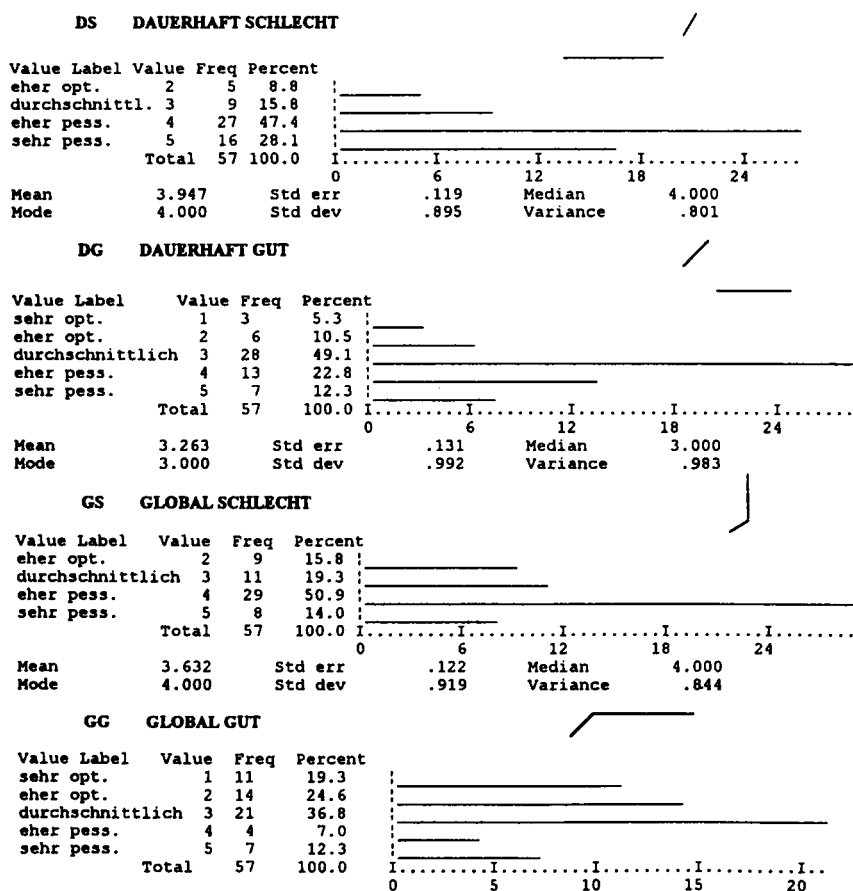 DS DAUERHAFT SCHLECHT
Value Label Value Freq Percent
eher opt. 2 5 8.8
durchschnittl. 3 9 15.8
eher pess. 4 27 47.4
sehr pess. 5 16 28.1
Total 57 100.0 I.........I.........I.........I.........I.....
0 6 12 18 24
Mean 3.947 Std err .119 Median 4.000
Mode 4.000 Std dev .895 Variance .801
DG DAUERHAFT GUT
Value Label Value Freq Percent
sehr opt. 1 3 5.3
eher opt. 2 6 10.5
durchschnittlich 3 28 49.1
eher pess. 4 13 22.8
sehr pess. 5 7 12.3
Total 57 100.0 I.........I.........I.........I.........I.......
0 6 12 18 24
Mean 3.263 Std err .131 Median 3.000
Mode 3.000 Std dev .992 Variance .983
GS GLOBAL SCHLECHT
Value Label Value Freq Percent
eher opt. 2 9 15.8
durchschnittlich 3 11 19.3
eher pess. 4 29 50.9
sehr pess. 5 8 14.0
Total 57 100.0 I.........I.........I.........I.........I........
0 6 12 18 24
Mean 3.632 Std err .122 Median 4.000
Mode 4.000 Std dev .919 Variance .844
GG GLOBAL GUT
Value Label Value Freq Percent
sehr opt. 1 11 19.3
eher opt. 2 14 24.6
durchschnittlich 3 21 36.8
eher pess. 4 4 7.0
sehr pess. 5 7 12.3
Total 57 100.0 I.........I.........I.........I.........I..
0 5 10 15 20